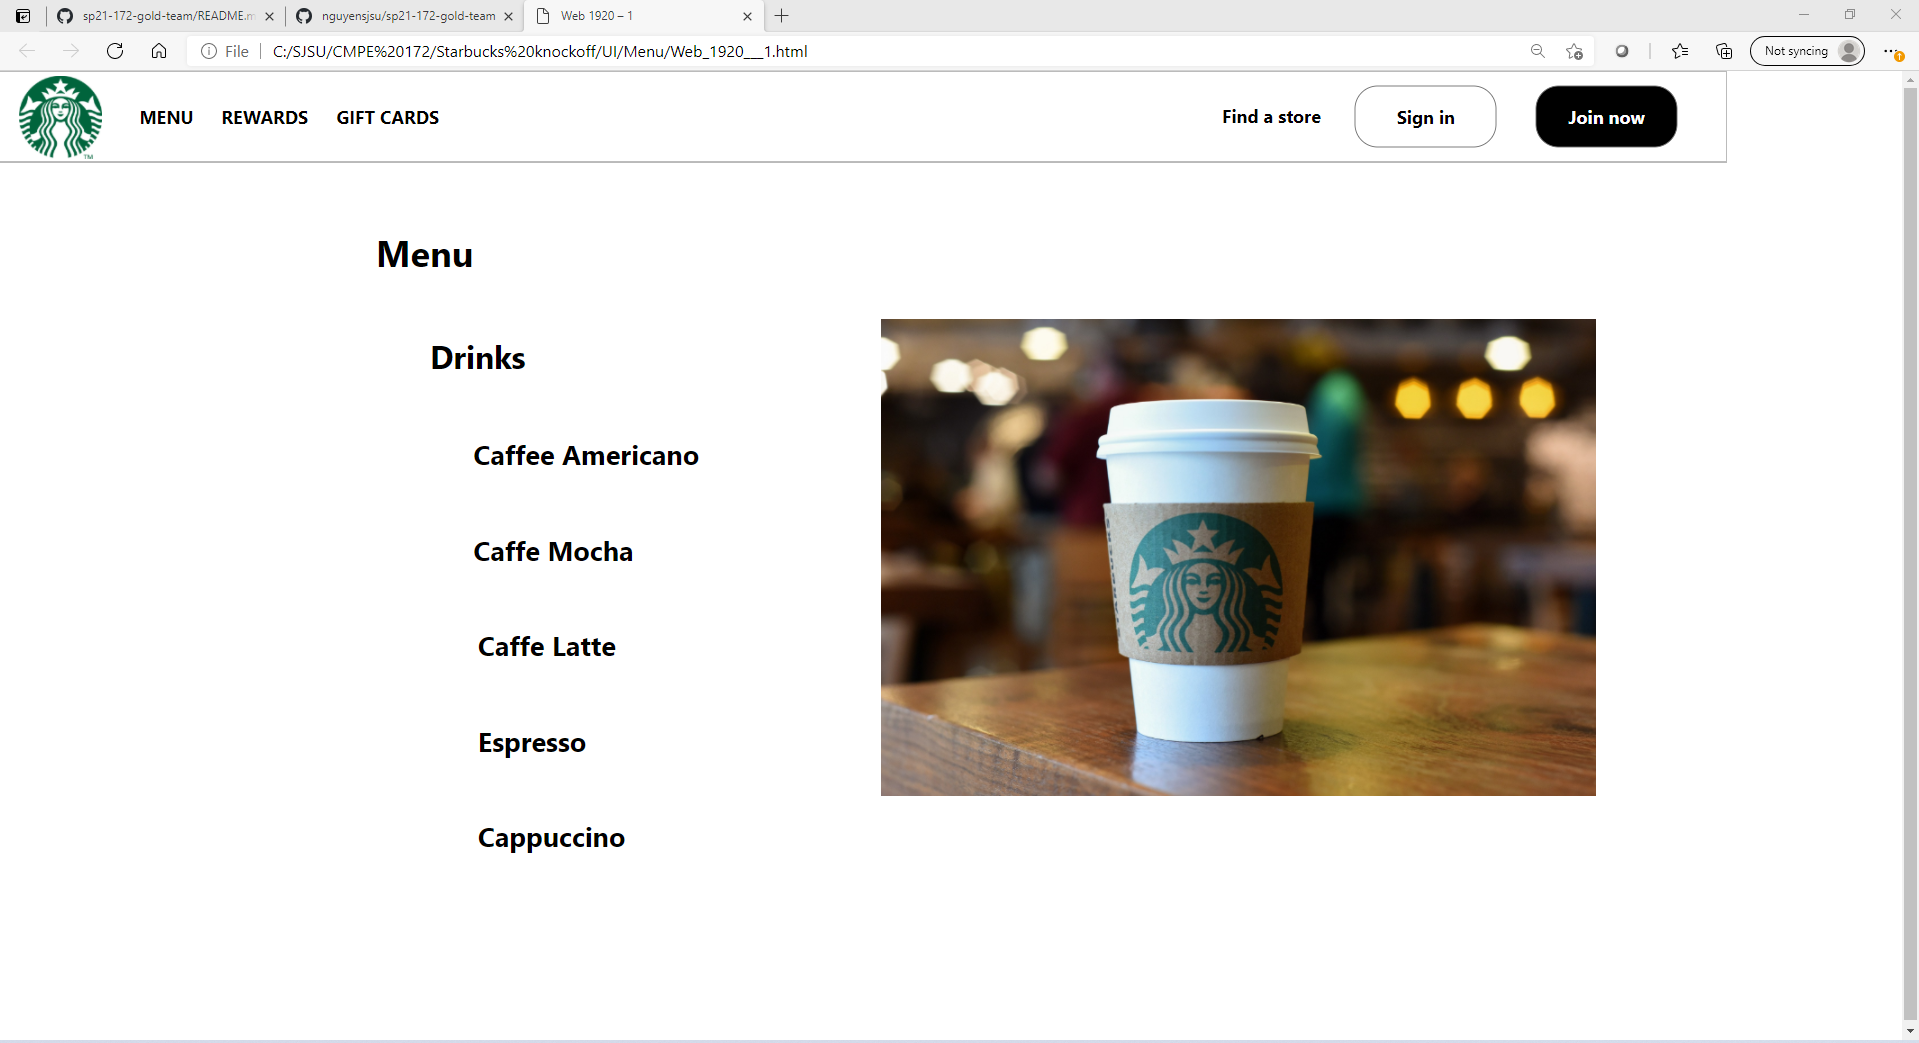 sp21-172-gold-team/README.m
nguyensjsu/sp21-172-gold-team
Web 1920 – 1
File
C:/SJSU/CMPE%20172/Starbucks%20knockoff/UI/Menu/Web_1920___1.html
Not syncing
TM
MENU REWARDS GIFT CARDS
Find a store
Sign in
Join now
Menu
Drinks
Caffee Americano
Caffe Mocha
Caffe Latte
Espresso
Cappuccino